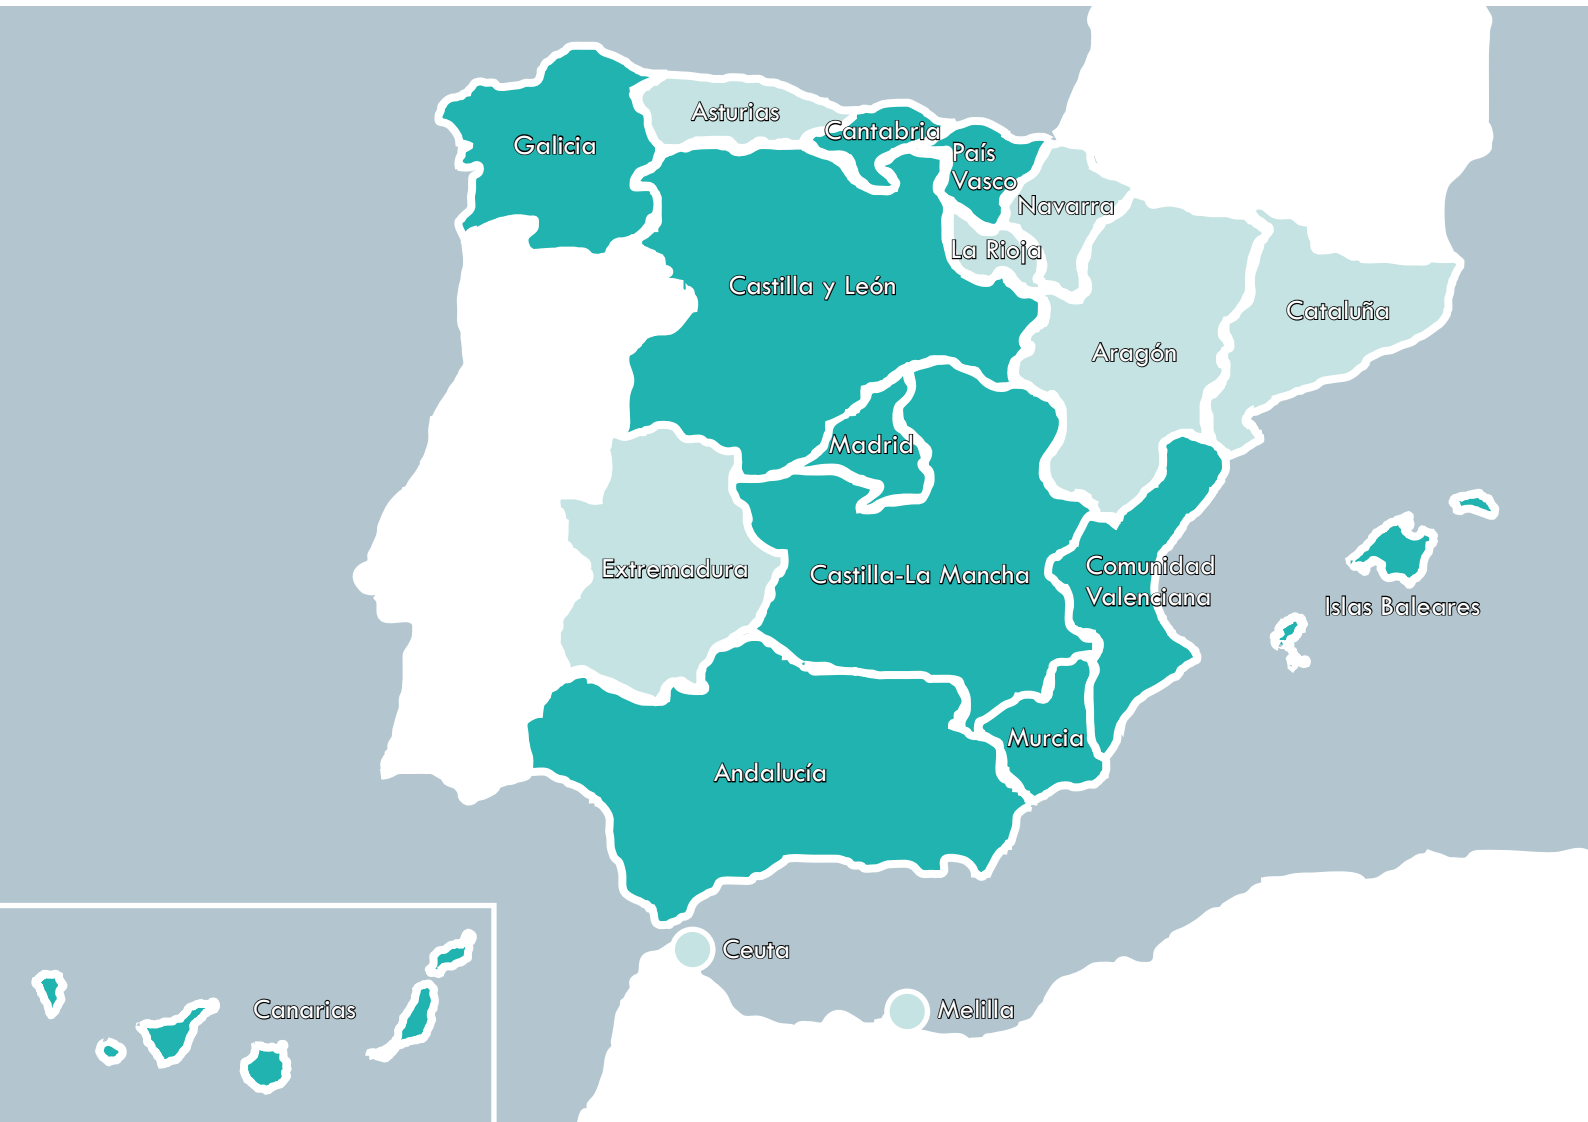 Asturias
Cantabria
Galicia
País
Vasco
Navarra
La Rioja
Castilla y León
Cataluña
Aragón
Madrid
Extremadura
Castilla-La Mancha
Comunidad
Valenciana
Islas Baleares
Murcia
Andalucía
Ceuta
Canarias
Melilla